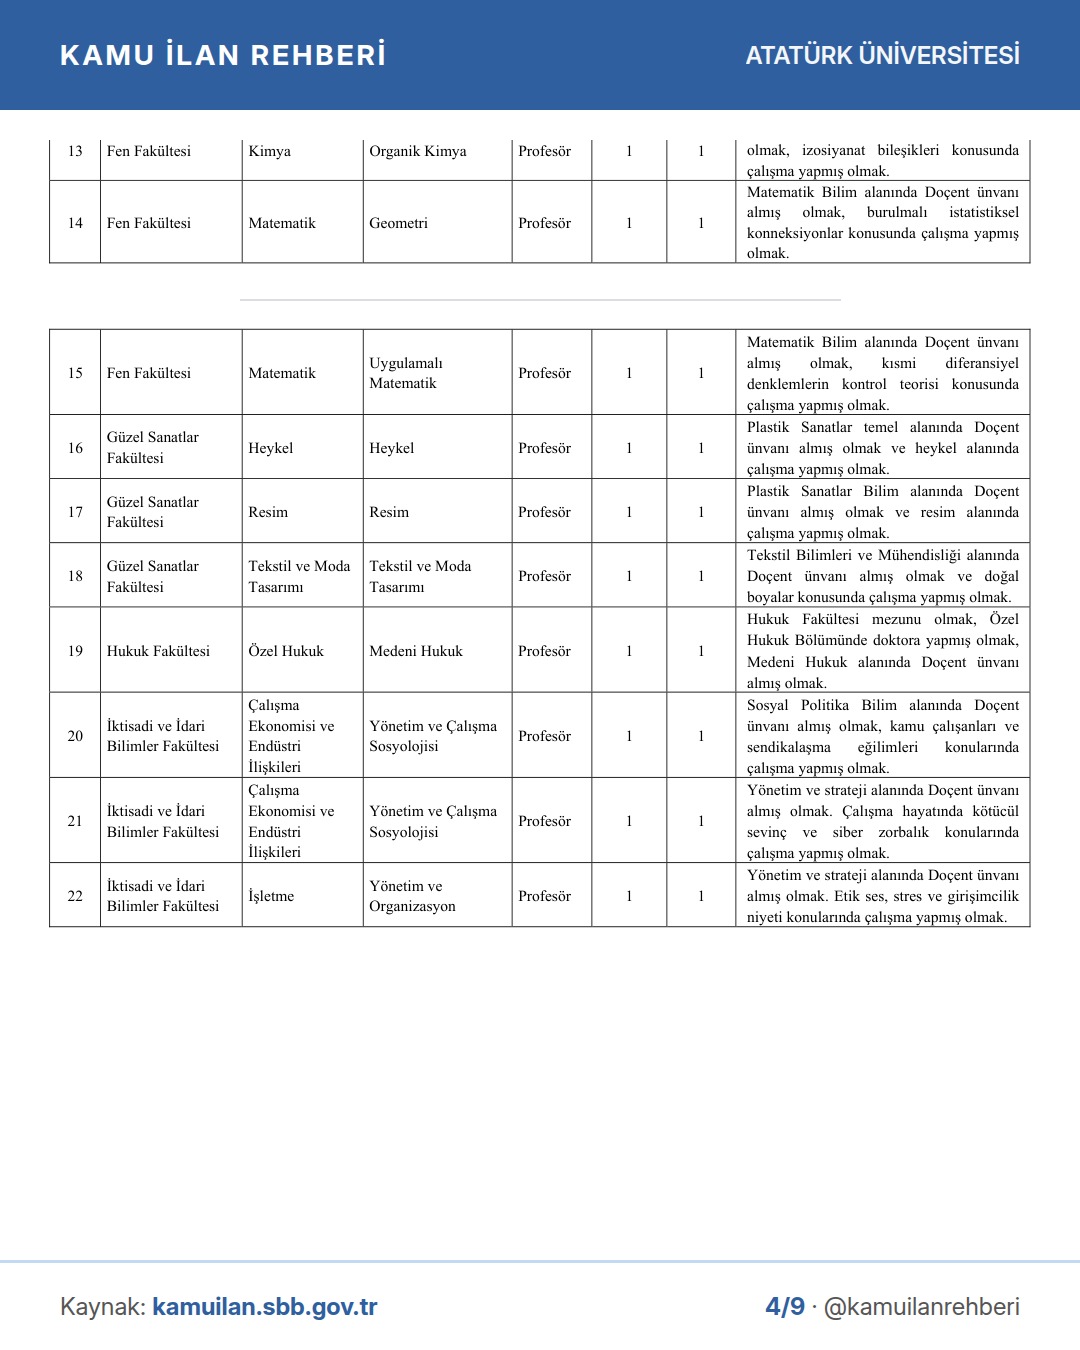 KAMU İLAN REHBERİ
ATATÜRK ÜNİVERSİTESİ
13 Fen Fakültesi Kimya Organik Kimya Profesör 1 1 olmak, izosiyanat bileşikleri konusunda
çalışma yapmış olmak.
14 Fen Fakültesi Matematik Geometri Profesör 1 1 Matematik Bilim alanında Doçent ünvanı
almış olmak, burulmalı istatistiksel
konneksiyonlar konusunda çalışma yapmış
olmak.
15 Fen Fakültesi Matematik Uygulamalı
Matematik Profesör 1 1 Matematik Bilim alanında Doçent ünvanı
almış olmak, kısmi diferansiyel
denklemlerin kontrol teorisi konusunda
çalışma yapmış olmak.
16 Güzel Sanatlar
Fakültesi Heykel Heykel Profesör 1 1 Plastik Sanatlar temel alanında Doçent
ünvanı almış olmak ve heykel alanında
çalışma yapmış olmak.
17 Güzel Sanatlar
Fakültesi Resim Resim Profesör 1 1 Plastik Sanatlar Bilim alanında Doçent
ünvanı almış olmak ve resim alanında
çalışma yapmış olmak.
18 Güzel Sanatlar
Fakültesi Tekstil ve Moda
Tasarımı Tekstil ve Moda
Tasarımı Profesör 1 1 Tekstil Bilimleri ve Mühendisliği alanında
Doçent ünvanı almış olmak ve doğal
boyalar konusunda çalışma yapmış olmak.
19 Hukuk Fakültesi Özel Hukuk Medeni Hukuk Profesör 1 1 Hukuk Fakültesi mezunu olmak, Özel
Hukuk Bölümünde doktora yapmış olmak,
Medeni Hukuk alanında Doçent ünvanı
almış olmak.
20 İktisadi ve İdari
Bilimler Fakültesi Çalışma
Ekonomisi ve
Endüstri
İlişkileri Yönetim ve Çalışma
Sosyolojisi Profesör 1 1 Sosyal Politika Bilim alanında Doçent
ünvanı almış olmak, kamu çalışanları ve
sendikalaşma eğilimleri konularında
çalışma yapmış olmak.
21 İktisadi ve İdari
Bilimler Fakültesi Çalışma
Ekonomisi ve
Endüstri
İlişkileri Yönetim ve Çalışma
Sosyolojisi Profesör 1 1 Yönetim ve strateji alanında Doçent ünvanı
almış olmak. Çalışma hayatında kötücül
sevinç ve siber zorbalık konularında
çalışma yapmış olmak.
22 İktisadi ve İdari
Bilimler Fakültesi İşletme Yönetim ve
Organizasyon Profesör 1 1 Yönetim ve strateji alanında Doçent ünvanı
almış olmak. Etik ses, stres ve girişimcilik
niyeti konularında çalışma yapmış olmak.
Kaynak: kamuilan.sbb.gov.tr
4/9 · @kamuilanrehberi